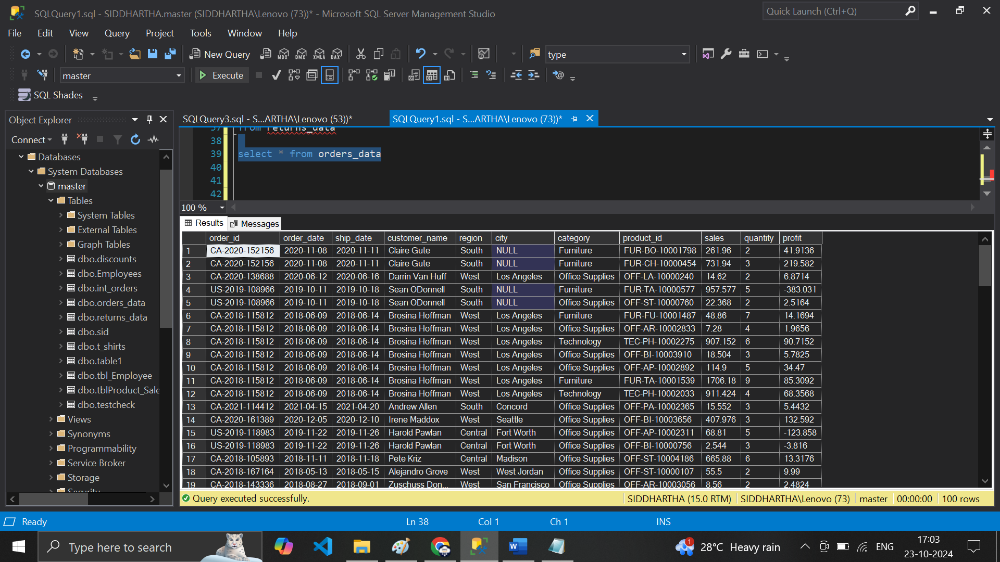 SQLQuery1.sql - SIDDHARTHA.master (SIDDHARTHA\Lenovo (73))* - Microsoft SQL Server Management Studio
Quick Launch (Ctrl+Q)
File Edit View Query Project Tools Window Help
New Query MDX DMX XMLA DAX type
master Execute
SQL Shades
Object Explorer
Connect
Databases
System Databases
master
Tables
System Tables
External Tables
Graph Tables
dbo.discounts
dbo.Employees
dbo.int_orders
dbo.orders_data
dbo.returns_data
dbo.sid
dbo.t_shirts
dbo.table1
dbo.tbl_Employee
dbo.tblProduct_Sale
dbo.testcheck
Views
Synonyms
Programmability
Service Broker
Storage
Security
SQLQuery3.sql - S...ARTHA\Lenovo (53))* SQLQuery1.sql - S...ARTHA\Lenovo (73))*
37 from returns_data
38
39 select * from orders_data
40
41
42
100 %
Results Messages
order_id order_date ship_date customer_name region city category product_id sales quantity profit
1 CA-2020-152156 2020-11-08 2020-11-11 Claire Gute South NULL Furniture FUR-BO-10001798 261.96 2 41.9136
2 CA-2020-152156 2020-11-08 2020-11-11 Claire Gute South NULL Furniture FUR-CH-10000454 731.94 3 219.582
3 CA-2020-138688 2020-06-12 2020-06-16 Darrin Van Huff West Los Angeles Office Supplies OFF-LA-10000240 14.62 2 6.8714
4 US-2019-108966 2019-10-11 2019-10-18 Sean ODonnell South NULL Furniture FUR-TA-10000577 957.577 5 -383.031
5 US-2019-108966 2019-10-11 2019-10-18 Sean ODonnell South NULL Office Supplies OFF-ST-10000760 22.368 2 2.5164
6 CA-2018-115812 2018-06-09 2018-06-14 Brosina Hoffman West Los Angeles Furniture FUR-FU-10001487 48.86 7 14.1694
7 CA-2018-115812 2018-06-09 2018-06-14 Brosina Hoffman West Los Angeles Office Supplies OFF-AR-10002833 7.28 4 1.9656
8 CA-2018-115812 2018-06-09 2018-06-14 Brosina Hoffman West Los Angeles Technology TEC-PH-10002275 907.152 6 90.7152
9 CA-2018-115812 2018-06-09 2018-06-14 Brosina Hoffman West Los Angeles Office Supplies OFF-BI-10003910 18.504 3 5.7825
10 CA-2018-115812 2018-06-09 2018-06-14 Brosina Hoffman West Los Angeles Office Supplies OFF-AP-10002892 114.9 5 34.47
11 CA-2018-115812 2018-06-09 2018-06-14 Brosina Hoffman West Los Angeles Furniture FUR-TA-10001539 1706.18 9 85.3092
12 CA-2018-115812 2018-06-09 2018-06-14 Brosina Hoffman West Los Angeles Technology TEC-PH-10002033 911.424 4 68.3568
13 CA-2021-114412 2021-04-15 2021-04-20 Andrew Allen South Concord Office Supplies OFF-PA-10002365 15.552 3 5.4432
14 CA-2020-161389 2020-12-05 2020-12-10 Irene Maddox West Seattle Office Supplies OFF-BI-10003656 407.976 3 132.592
15 US-2019-118983 2019-11-22 2019-11-26 Harold Pawlan Central Fort Worth Office Supplies OFF-AP-10002311 68.81 5 -123.858
16 US-2019-118983 2019-11-22 2019-11-26 Harold Pawlan Central Fort Worth Office Supplies OFF-BI-10000756 2.544 3 -3.816
17 CA-2018-105893 2018-11-11 2018-11-18 Pete Kriz Central Madison Office Supplies OFF-ST-10004186 665.88 6 13.3176
18 CA-2018-167164 2018-05-13 2018-05-15 Alejandro Grove West West Jordan Office Supplies OFF-ST-10000107 55.5 2 9.99
19 CA-2018-143336 2018-08-27 2018-09-01 Zuschuss Don... West San Francisco Office Supplies OFF-AR-10003056 8.56 2 2.4824
Query executed successfully. SIDDHARTHA (15.0 RTM) SIDDHARTHA\Lenovo (73) master 00:00:00 100 rows
Ready Ln 38 Col 1 Ch 1 INS
Type here to search 1 28°C Heavy rain ENG 17:03
23-10-2024